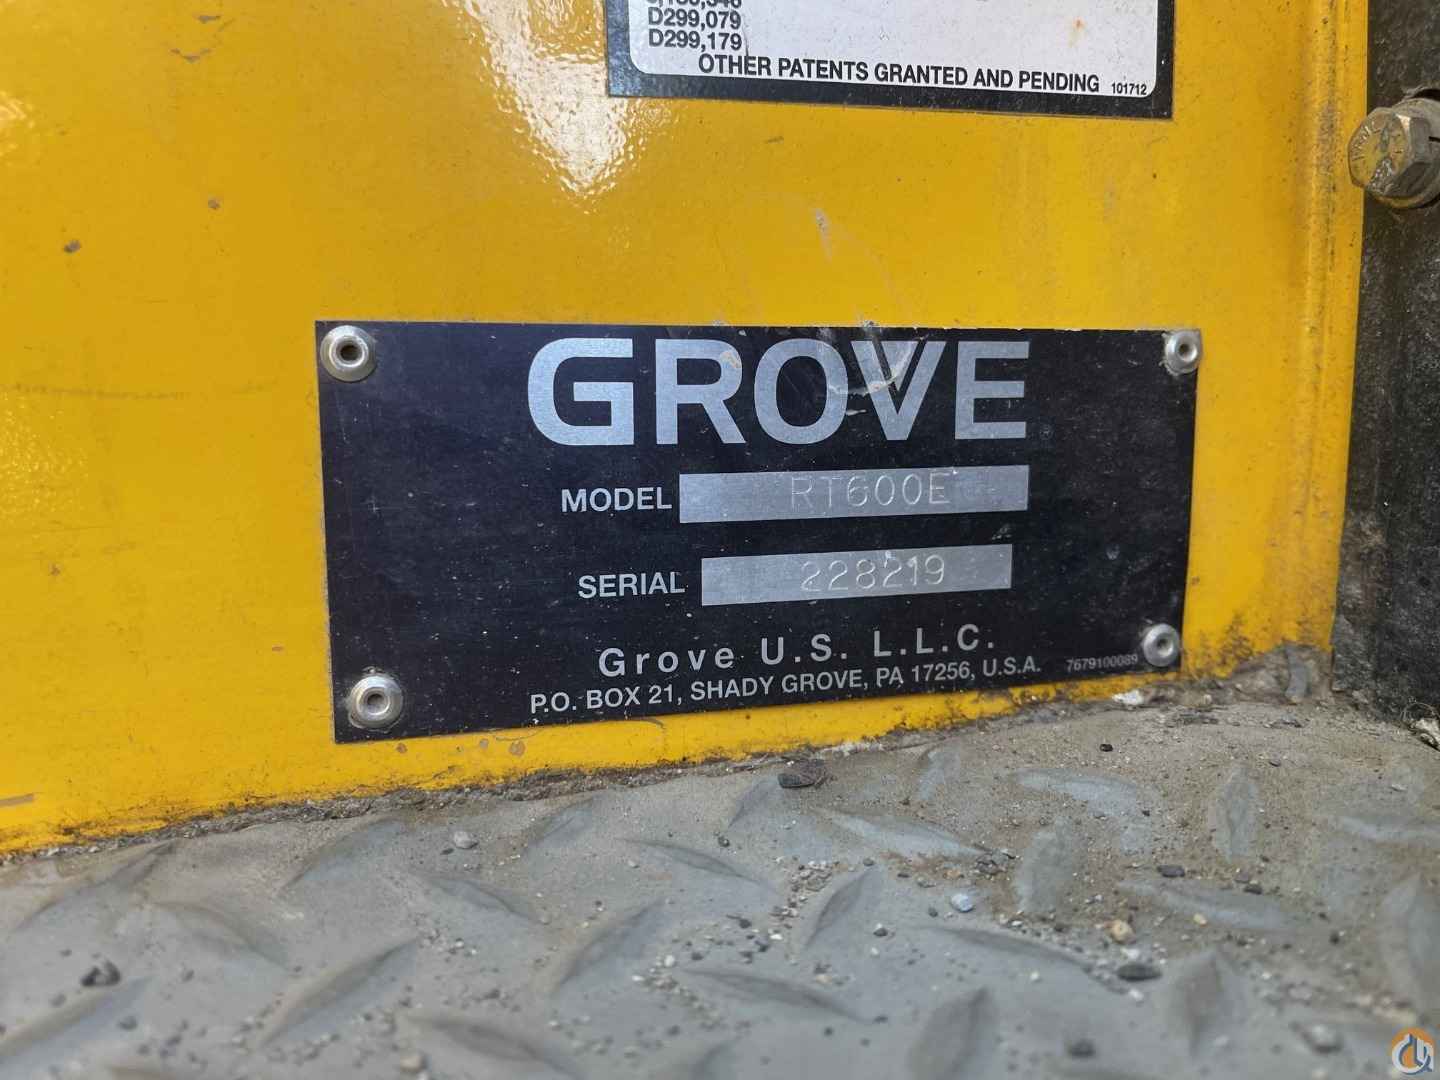 D299,079
D299,179
OTHER PATENTS GRANTED AND PENDING 101712
GROVE
MODEL RT600E
SERIAL 228219
Grove U.S. L.L.C.
P.O. BOX 21, SHADY GROVE, PA 17256, U.S.A. 7679100089